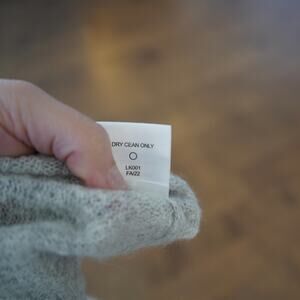 DRY CEAN ONLY
LK001
FA/22